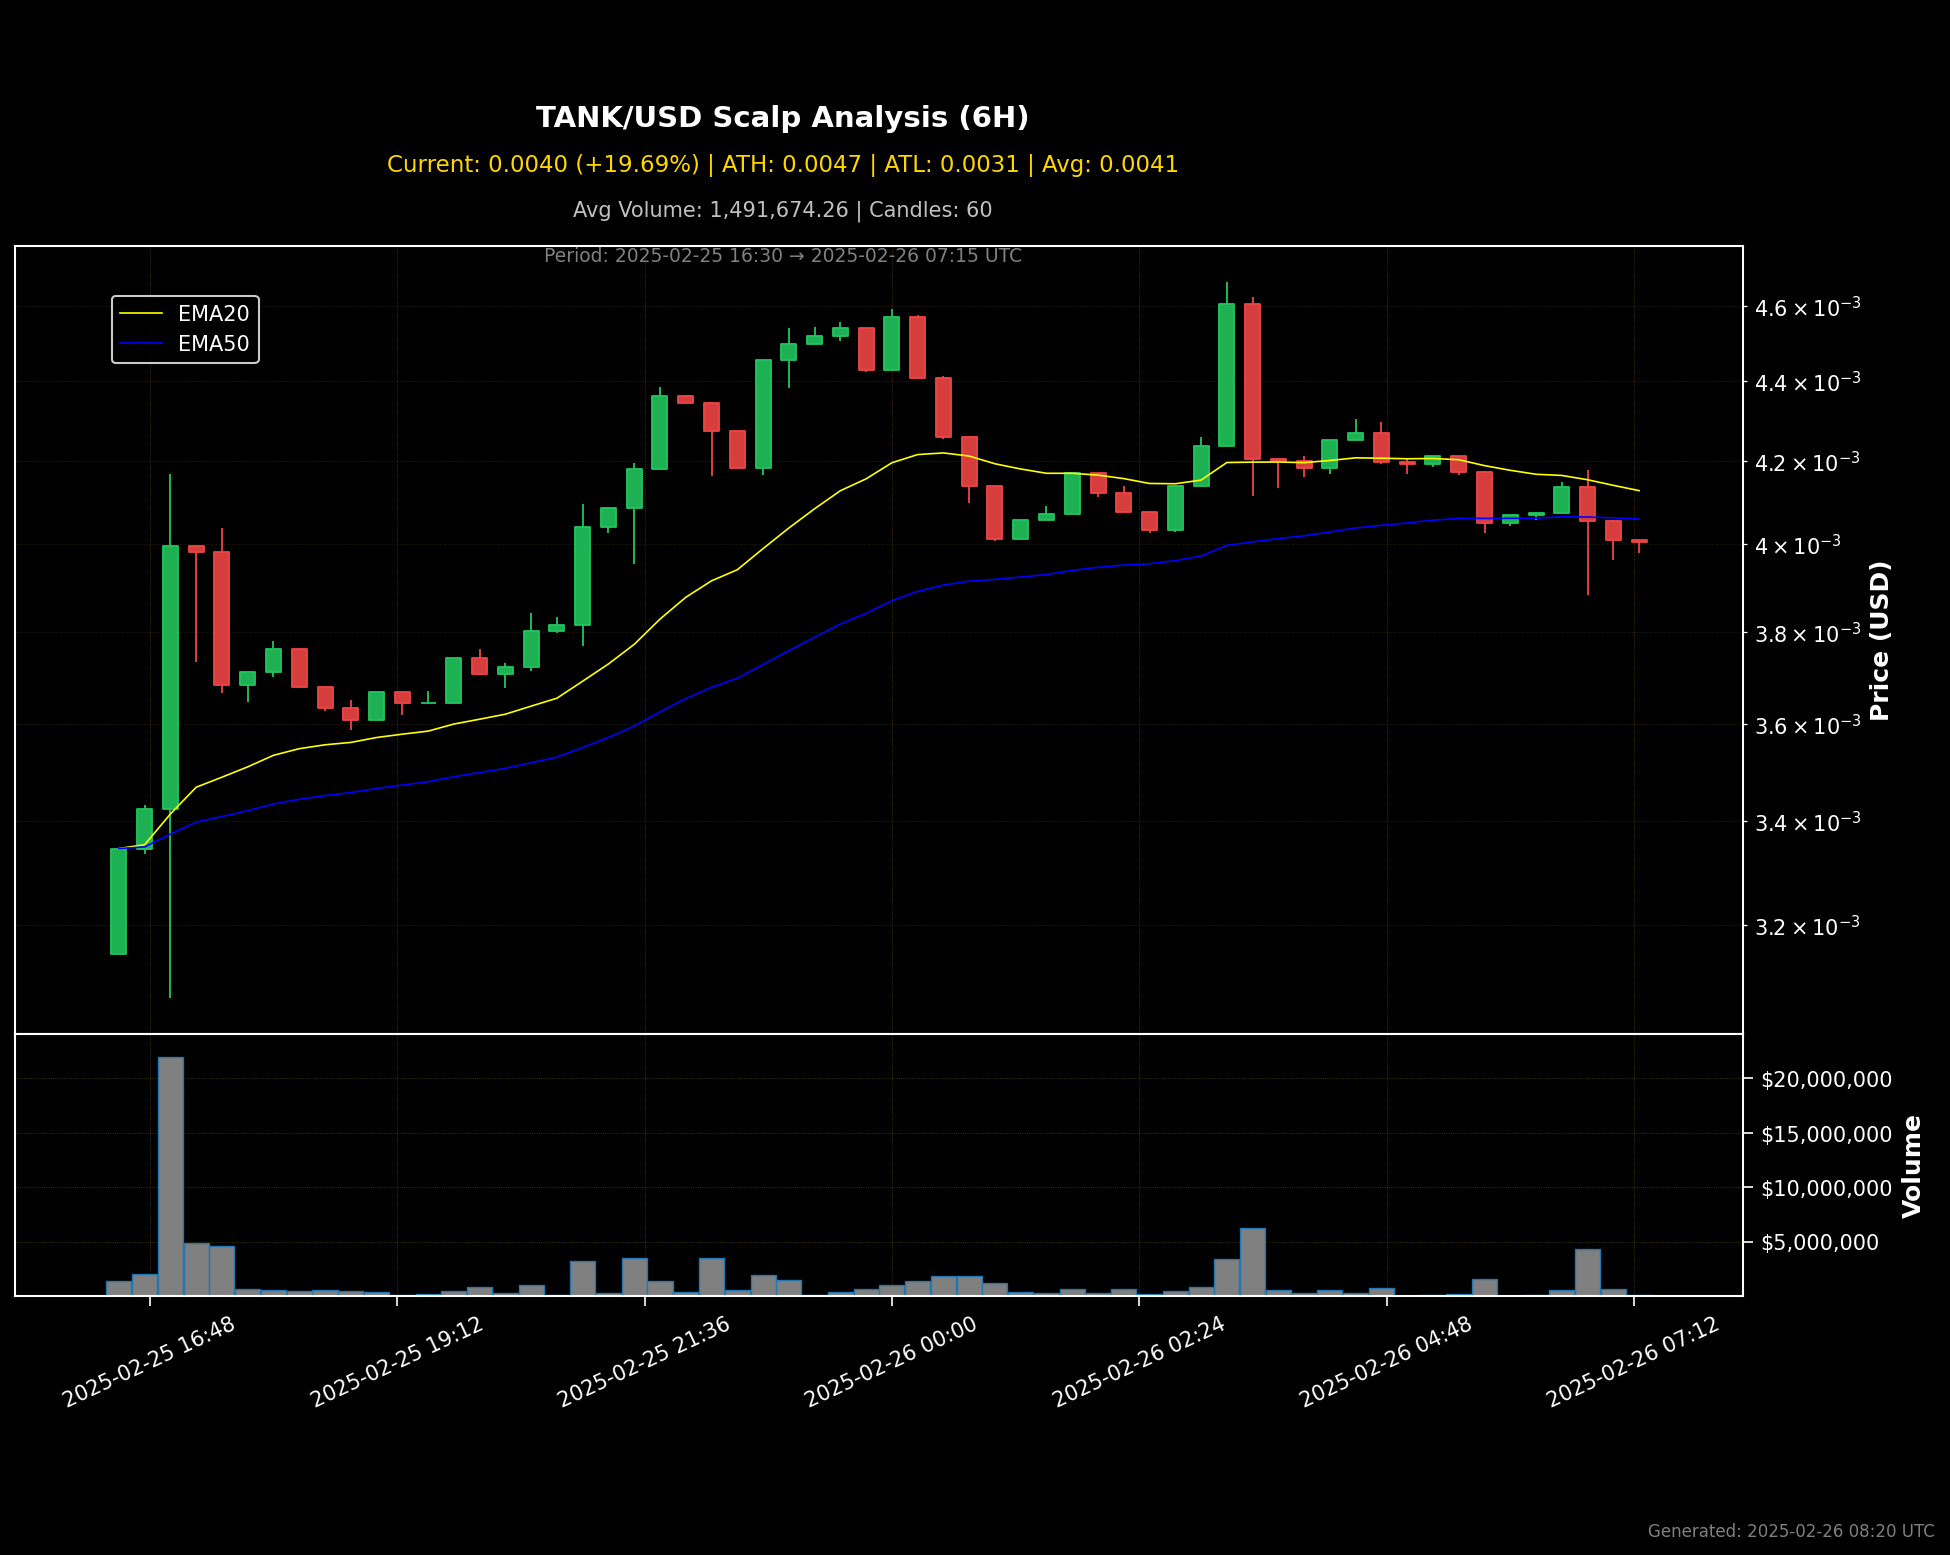 TANK/USD Scalp Analysis (6H)
Current: 0.0040 (+19.69%) | ATH: 0.0047 | ATL: 0.0031 | Avg: 0.0041
Avg Volume: 1,491,674.26 | Candles: 60
Period: 2025-02-25 16:30 → 2025-02-26 07:15 UTC
EMA20
EMA50
4.6 × 10⁻³
4.4 × 10⁻³
4.2 × 10⁻³
4 × 10⁻³
3.8 × 10⁻³
3.6 × 10⁻³
3.4 × 10⁻³
3.2 × 10⁻³
Price (USD)
$20,000,000
$15,000,000
$10,000,000
$5,000,000
Volume
2025-02-25 16:48
2025-02-25 19:12
2025-02-25 21:36
2025-02-26 00:00
2025-02-26 02:24
2025-02-26 04:48
2025-02-26 07:12
Generated: 2025-02-26 08:20 UTC